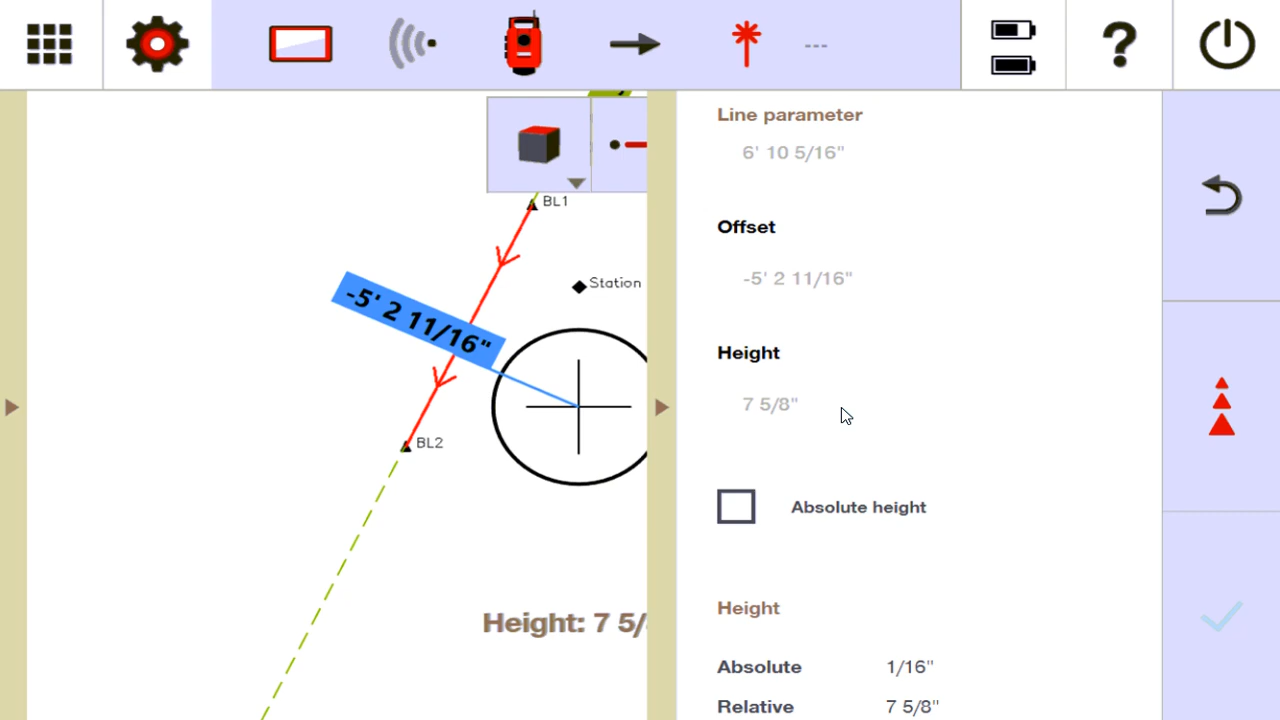 ---
BL1
Station
-5' 2 11/16"
BL2
Height: 7 5/
Line parameter
6' 10 5/16"
Offset
-5' 2 11/16"
Height
7 5/8"
Absolute height
Height
Absolute 1/16"
Relative 7 5/8"